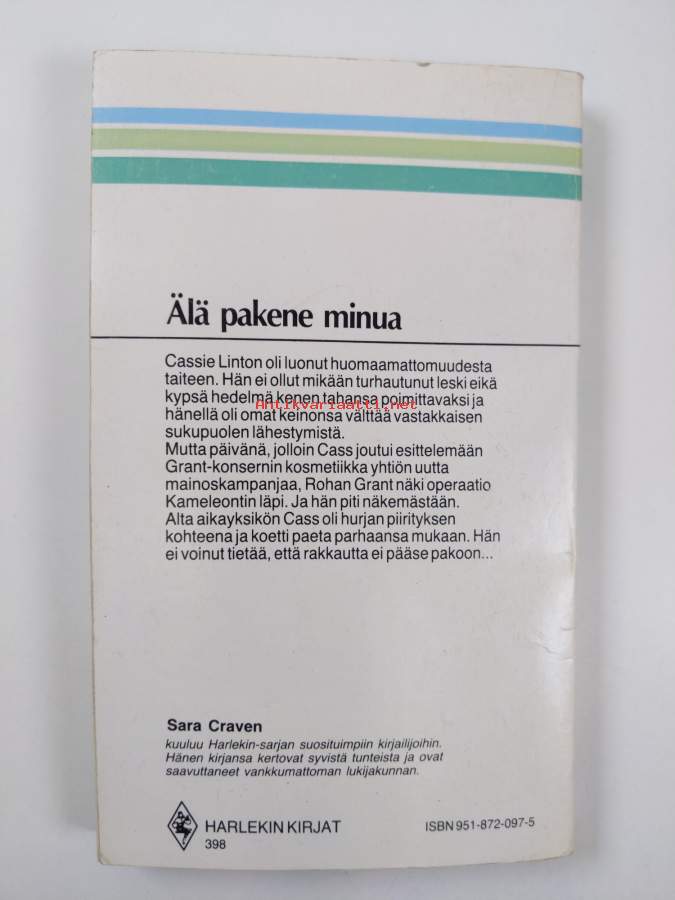 Älä pakene minua
Cassie Linton oli luonut huomaamattomuudesta
taiteen. Hän ei ollut mikään turhautunut leski eikä
kypsä hedelmä kenen tahansa poimittavaksi ja
Antikvariaatti.net
hänellä oli omat keinonsa välttää vastakkaisen
sukupuolen lähestymistä.
Mutta päivänä, jolloin Cass joutui esittelemään
Grant-konsernin kosmetiikka yhtiön uutta
mainoskampanjaa, Rohan Grant näki operaatio
Kameleontin läpi. Ja hän piti näkemästään.
Alta aikayksikön Cass oli hurjan piirityksen
kohteena ja koetti paeta parhaansa mukaan. Hän
ei voinut tietää, että rakkautta ei pääse pakoon...
Sara Craven
kuuluu Harlekin-sarjan suosituimpiin kirjailijoihin.
Hänen kirjansa kertovat syvistä tunteista ja ovat
saavuttaneet vankkumattoman lukijakunnan.
HARLEKIN KIRJAT
398
ISBN 951-872-097-5